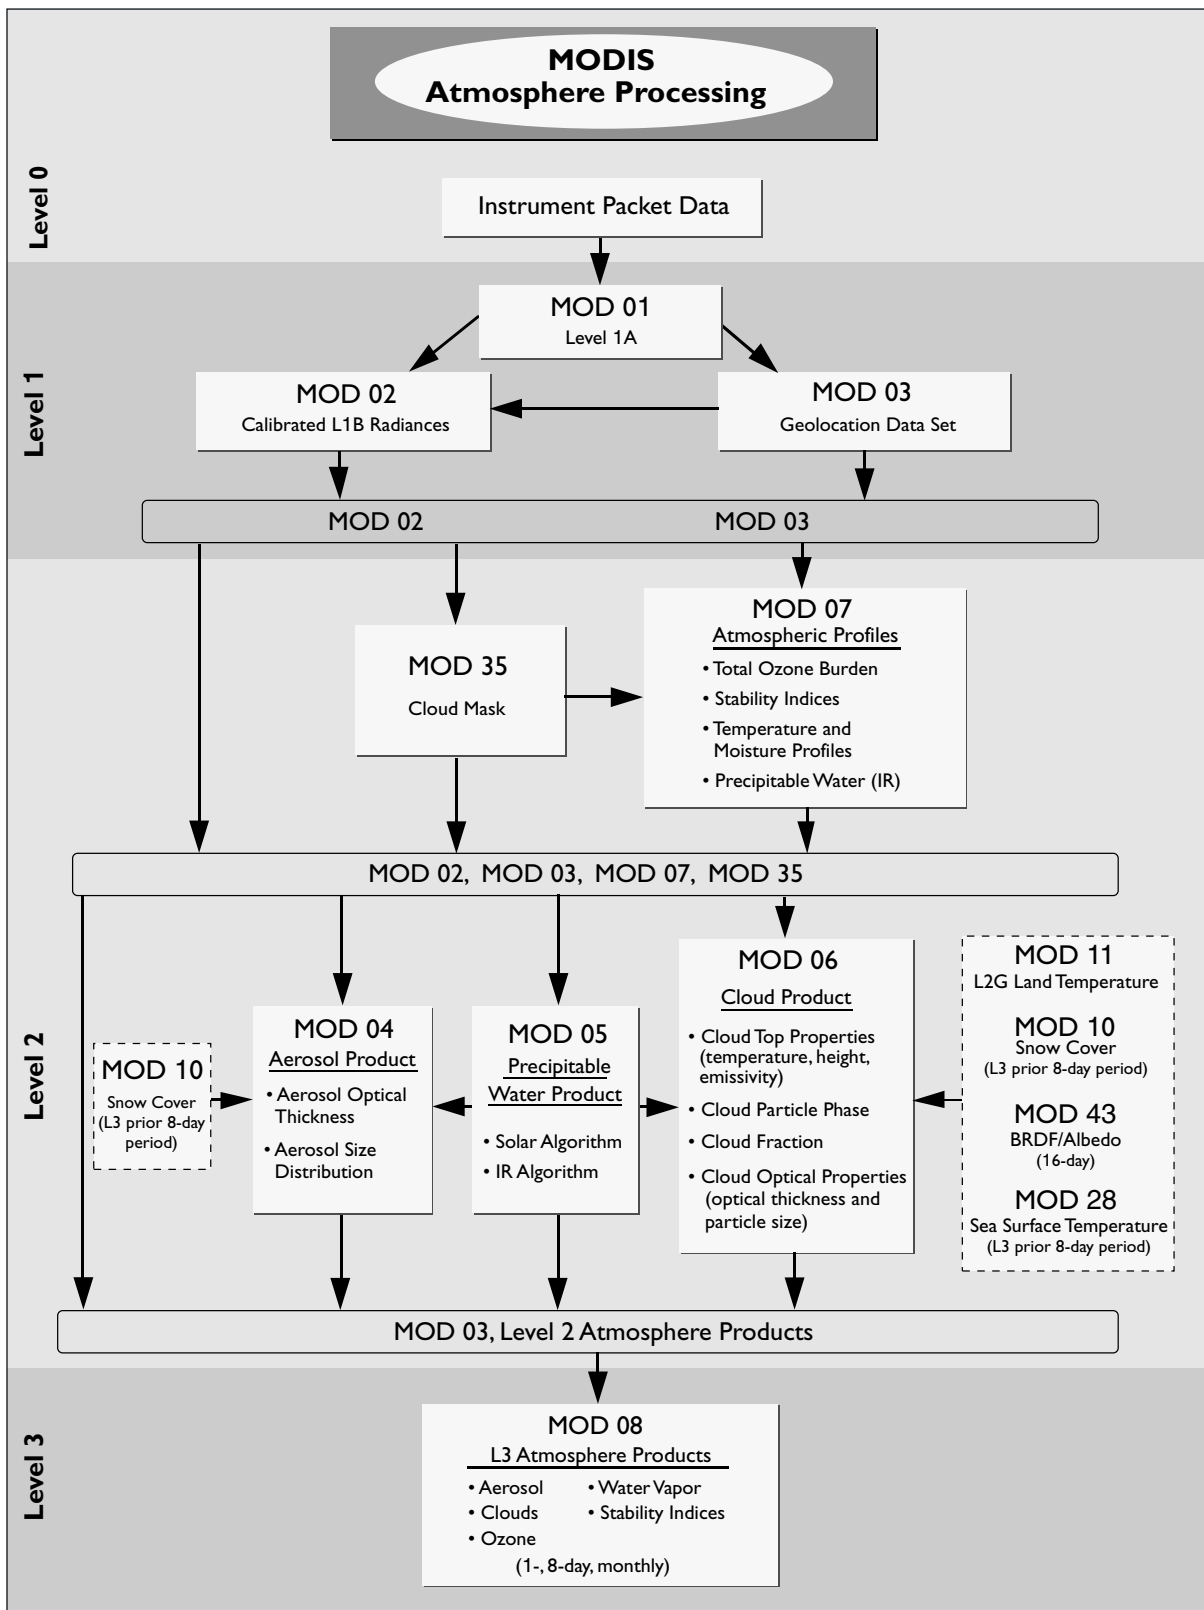 MODIS
Atmosphere Processing
Level 0
Instrument Packet Data
Level 1
MOD 01
Level 1A
MOD 02
Calibrated L1B Radiances
MOD 03
Geolocation Data Set
MOD 02
MOD 03
Level 2
MOD 35
Cloud Mask
MOD 07
Atmospheric Profiles
• Total Ozone Burden
• Stability Indices
• Temperature and
Moisture Profiles
• Precipitable Water (IR)
MOD 02, MOD 03, MOD 07, MOD 35
MOD 10
Snow Cover
(L3 prior 8-day
period)
MOD 04
Aerosol Product
• Aerosol Optical
Thickness
• Aerosol Size
Distribution
MOD 05
Precipitable
Water Product
• Solar Algorithm
• IR Algorithm
MOD 06
Cloud Product
• Cloud Top Properties
(temperature, height,
emissivity)
• Cloud Particle Phase
• Cloud Fraction
• Cloud Optical Properties
(optical thickness and
particle size)
MOD 11
L2G Land Temperature
MOD 10
Snow Cover
(L3 prior 8-day period)
MOD 43
BRDF/Albedo
(16-day)
MOD 28
Sea Surface Temperature
(L3 prior 8-day period)
MOD 03, Level 2 Atmosphere Products
Level 3
MOD 08
L3 Atmosphere Products
• Aerosol
• Clouds
• Ozone
• Water Vapor
• Stability Indices
(1-, 8-day, monthly)